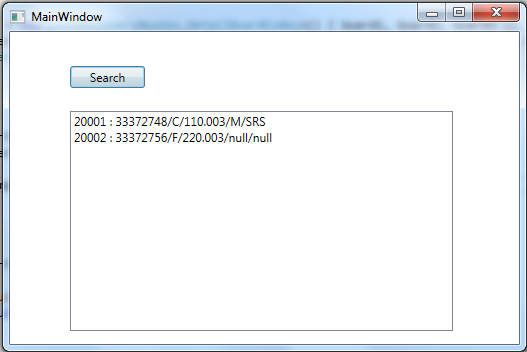 MainWindow
Search
20001 : 33372748/C/110.003/M/SRS
20002 : 33372756/F/220.003/null/null